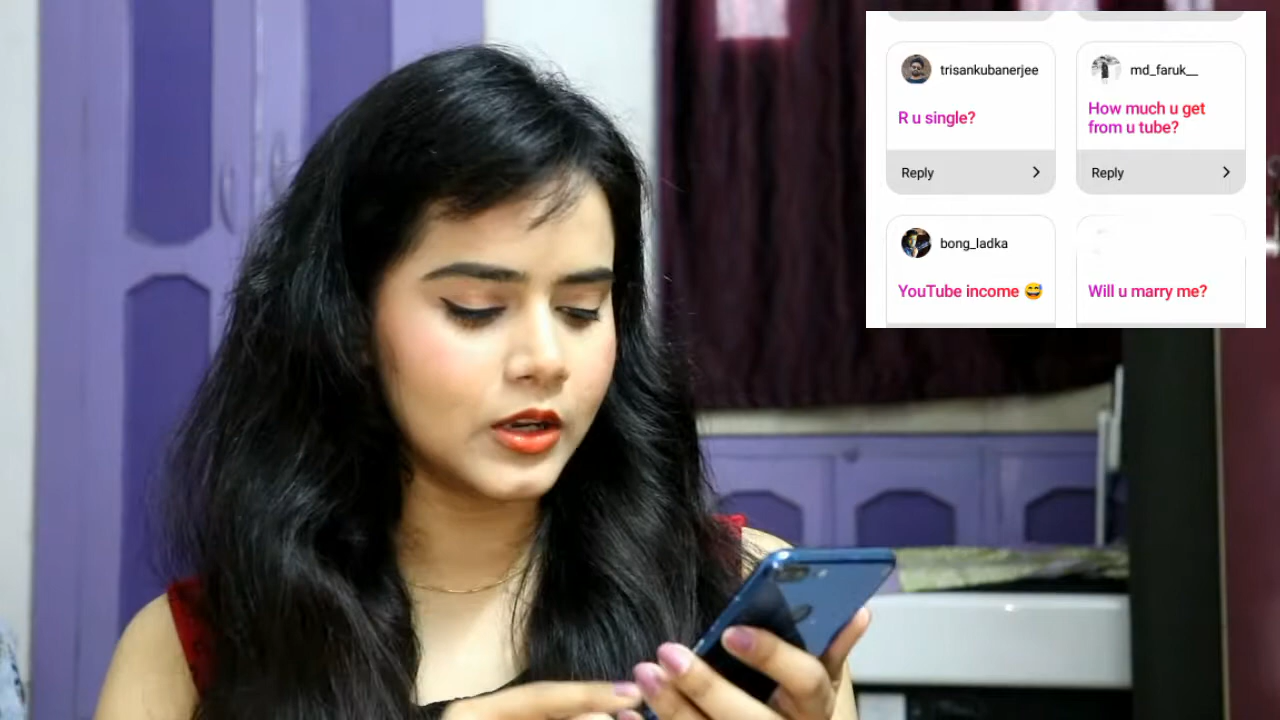 trisankubanerjee
R u single?
Reply
md_faruk__
How much u get
from u tube?
Reply
bong_ladka
YouTube income 😅
Will u marry me?